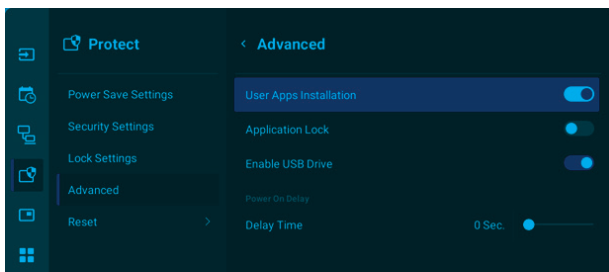 Protect
Power Save Settings
Security Settings
Lock Settings
Advanced
Reset
Advanced
User Apps Installation
Application Lock
Enable USB Drive
Power On Delay
Delay Time 0 Sec.